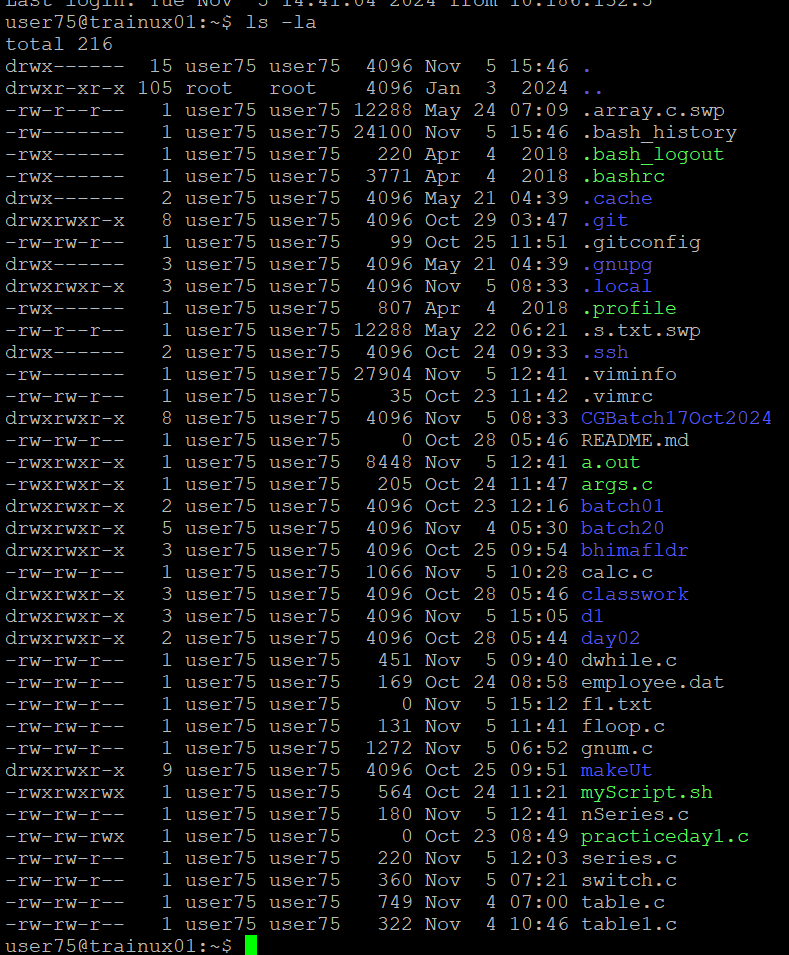 Last login: Tue Nov  5 14:41:04 2024 from 10.186.132.5
user75@trainux01:~$ ls -la
total 216
drwx------  15 user75 user75  4096 Nov  5 15:46 .
drwxr-xr-x 105 root   root    4096 Jan  3  2024 ..
-rw-r--r--   1 user75 user75 12288 May 24 07:09 .array.c.swp
-rw-------   1 user75 user75 24100 Nov  5 15:46 .bash_history
-rwx------   1 user75 user75   220 Apr  4  2018 .bash_logout
-rwx------   1 user75 user75  3771 Apr  4  2018 .bashrc
drwx------   2 user75 user75  4096 May 21 04:39 .cache
drwxrwxr-x   8 user75 user75  4096 Oct 29 03:47 .git
-rw-rw-r--   1 user75 user75    99 Oct 25 11:51 .gitconfig
drwx------   3 user75 user75  4096 May 21 04:39 .gnupg
drwxrwxr-x   3 user75 user75  4096 Nov  5 08:33 .local
-rwx------   1 user75 user75   807 Apr  4  2018 .profile
-rw-r--r--   1 user75 user75 12288 May 22 06:21 .s.txt.swp
drwx------   2 user75 user75  4096 Oct 24 09:33 .ssh
-rw-------   1 user75 user75 27904 Nov  5 12:41 .viminfo
-rw-rw-r--   1 user75 user75    35 Oct 23 11:42 .vimrc
drwxrwxr-x   8 user75 user75  4096 Nov  5 08:33 CGBatch17Oct2024
-rw-rw-r--   1 user75 user75     0 Oct 28 05:46 README.md
-rwxrwxr-x   1 user75 user75  8448 Nov  5 12:41 a.out
-rwxrwxr-x   1 user75 user75   205 Oct 24 11:47 args.c
drwxrwxr-x   2 user75 user75  4096 Oct 23 12:16 batch01
drwxrwxr-x   5 user75 user75  4096 Nov  4 05:30 batch20
drwxrwxr-x   3 user75 user75  4096 Oct 25 09:54 bhimafldr
-rw-rw-r--   1 user75 user75  1066 Nov  5 10:28 calc.c
drwxrwxr-x   3 user75 user75  4096 Oct 28 05:46 classwork
drwxrwxr-x   3 user75 user75  4096 Nov  5 15:05 d1
drwxrwxr-x   2 user75 user75  4096 Oct 28 05:44 day02
-rw-rw-r--   1 user75 user75   451 Nov  5 09:40 dwhile.c
-rw-rw-r--   1 user75 user75   169 Oct 24 08:58 employee.dat
-rw-rw-r--   1 user75 user75     0 Nov  5 15:12 f1.txt
-rw-rw-r--   1 user75 user75   131 Nov  5 11:41 floop.c
-rw-rw-r--   1 user75 user75  1272 Nov  5 06:52 gnum.c
drwxrwxr-x   9 user75 user75  4096 Oct 25 09:51 makeUt
-rwxrwxrwx   1 user75 user75   564 Oct 24 11:21 myScript.sh
-rw-rw-r--   1 user75 user75   180 Nov  5 12:41 nSeries.c
-rw-rw-rwx   1 user75 user75     0 Oct 23 08:49 practiceday1.c
-rw-rw-r--   1 user75 user75   220 Nov  5 12:03 series.c
-rw-rw-r--   1 user75 user75   360 Nov  5 07:21 switch.c
-rw-rw-r--   1 user75 user75   749 Nov  4 07:00 table.c
-rw-rw-r--   1 user75 user75   322 Nov  4 10:46 table1.c
user75@trainux01:~$